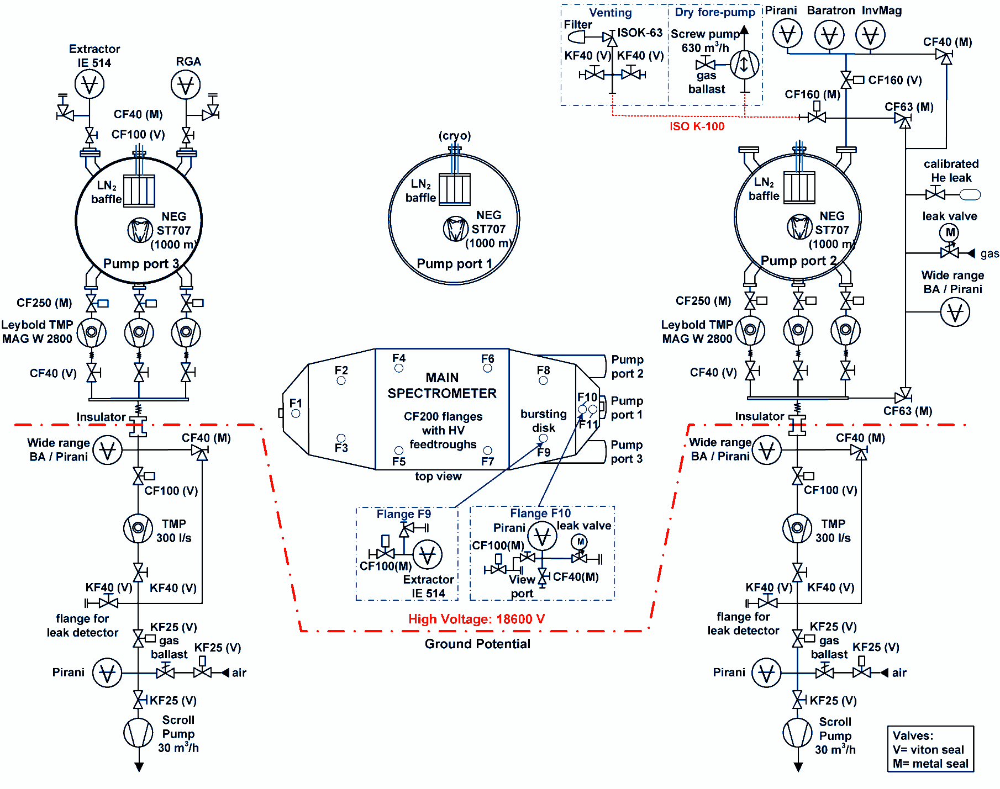 Extractor
IE 514
RGA
CF40 (M)
CF100 (V)
LN2
baffle
NEG
ST707
(1000 m)
Pump port 3
CF250 (M)
Leybold TMP
MAG W 2800
CF40 (V)
Insulator
Wide range
BA / Pirani
CF40 (M)
CF100 (V)
TMP
300 l/s
KF40 (V)
KF40 (V)
flange for
leak detector
KF25 (V)
gas
ballast
KF25 (V)
Pirani
air
KF25 (V)
Scroll
Pump
30 m3/h
(cryo)
LN2
baffle
NEG
ST707
(1000 m)
Pump port 1
F1
F2
F3
F4
F5
F6
F7
F8
F9
F10
F11
MAIN
SPECTROMETER
CF200 flanges
with HV
feedtroughs
bursting
disk
top view
Pump
port 2
Pump
port 1
Pump
port 3
Flange F9
CF100(M)
Extractor
IE 514
Flange F10
Pirani
leak valve
M
CF100(M)
View
port
CF40(M)
High Voltage: 18600 V
Ground Potential
Venting
Filter
ISOK-63
KF40 (V)
KF40 (V)
Dry fore-pump
Screw pump
630 m3/h
gas
ballast
ISO K-100
Pirani
Baratron
InvMag
CF40 (M)
CF160 (V)
CF160 (M)
CF63 (M)
LN2
baffle
NEG
ST707
(1000 m)
Pump port 2
calibrated
He leak
leak valve
M
gas
Wide range
BA / Pirani
CF250 (M)
Leybold TMP
MAG W 2800
CF40 (V)
CF63 (M)
Insulator
Wide range
BA / Pirani
CF40 (M)
CF100 (V)
TMP
300 l/s
KF40 (V)
KF40 (V)
flange for
leak detector
KF25 (V)
gas
ballast
KF25 (V)
Pirani
air
KF25 (V)
Scroll
Pump
30 m3/h
Valves:
V= viton seal
M= metal seal